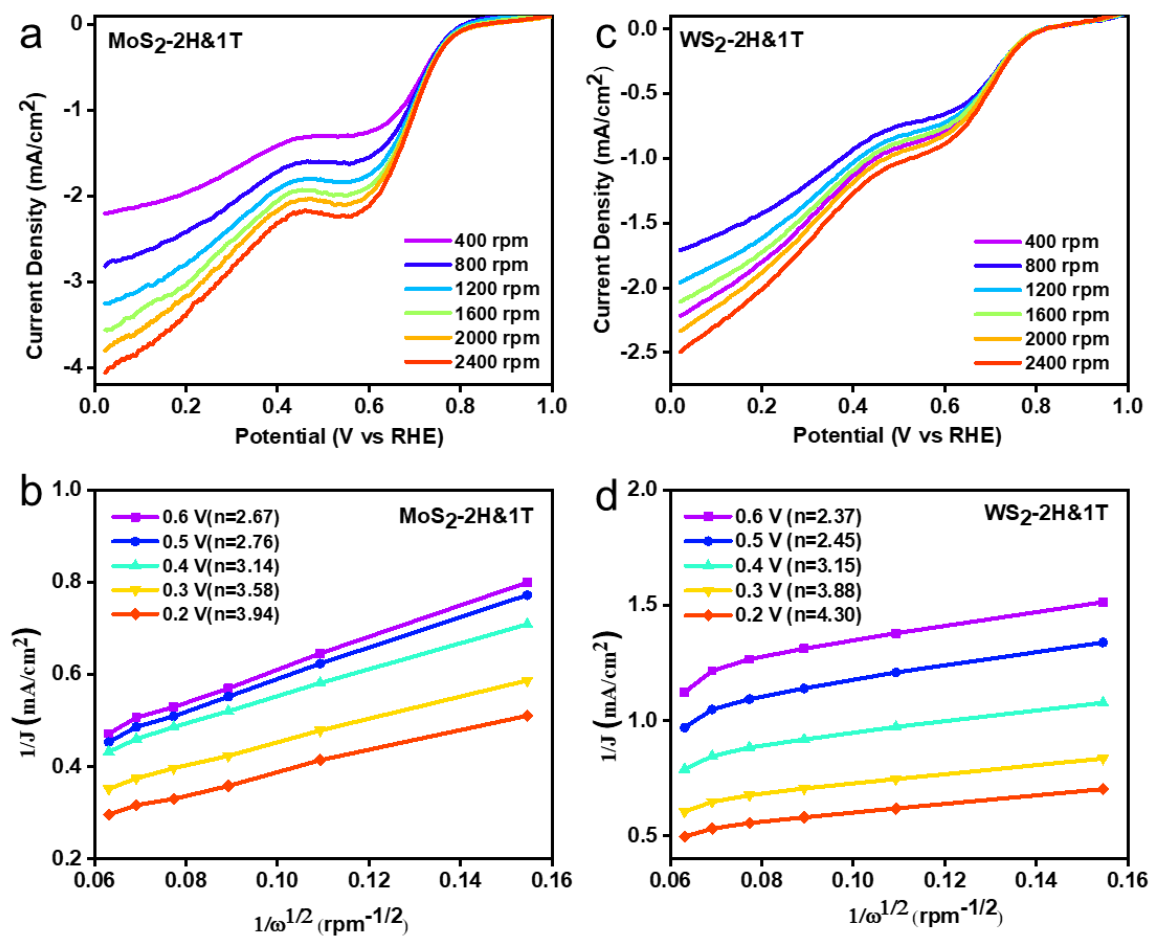 a
MoS2-2H&1T
Current Density (mA/cm2)
0
-1
-2
-3
-4
400 rpm
800 rpm
1200 rpm
1600 rpm
2000 rpm
2400 rpm
0.0 0.2 0.4 0.6 0.8 1.0
Potential (V vs RHE)
c
WS2-2H&1T
Current Density (mA/cm2)
0.0
-0.5
-1.0
-1.5
-2.0
-2.5
400 rpm
800 rpm
1200 rpm
1600 rpm
2000 rpm
2400 rpm
0.0 0.2 0.4 0.6 0.8 1.0
Potential (V vs RHE)
b
MoS2-2H&1T
0.6 V(n=2.67)
0.5 V(n=2.76)
0.4 V(n=3.14)
0.3 V(n=3.58)
0.2 V(n=3.94)
1/J (mA/cm2)
1.0
0.8
0.6
0.4
0.2
0.06 0.08 0.10 0.12 0.14 0.16
1/ω1/2 (rpm-1/2)
d
WS2-2H&1T
0.6 V (n=2.37)
0.5 V (n=2.45)
0.4 V (n=3.15)
0.3 V (n=3.88)
0.2 V (n=4.30)
1/J (mA/cm2)
2.0
1.5
1.0
0.5
0.06 0.08 0.10 0.12 0.14 0.16
1/ω1/2 (rpm-1/2)